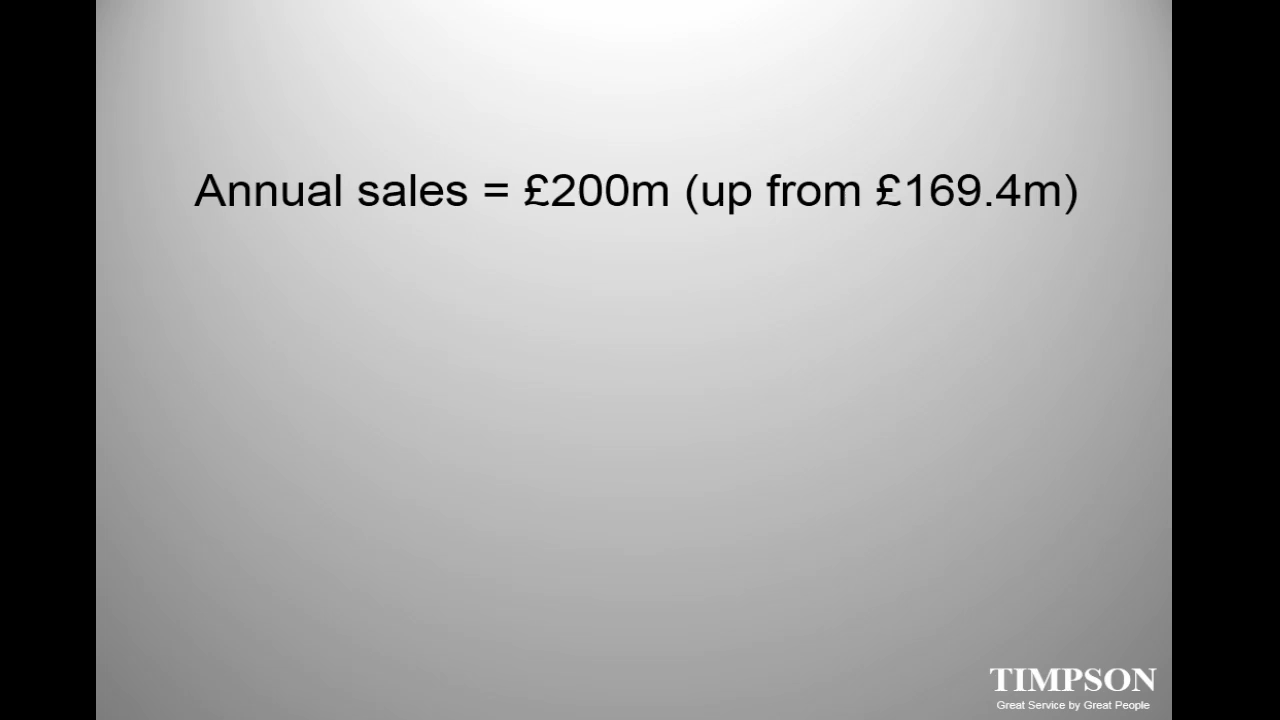 Annual sales = £200m (up from £169.4m)
TIMPSON
Great Service by Great People